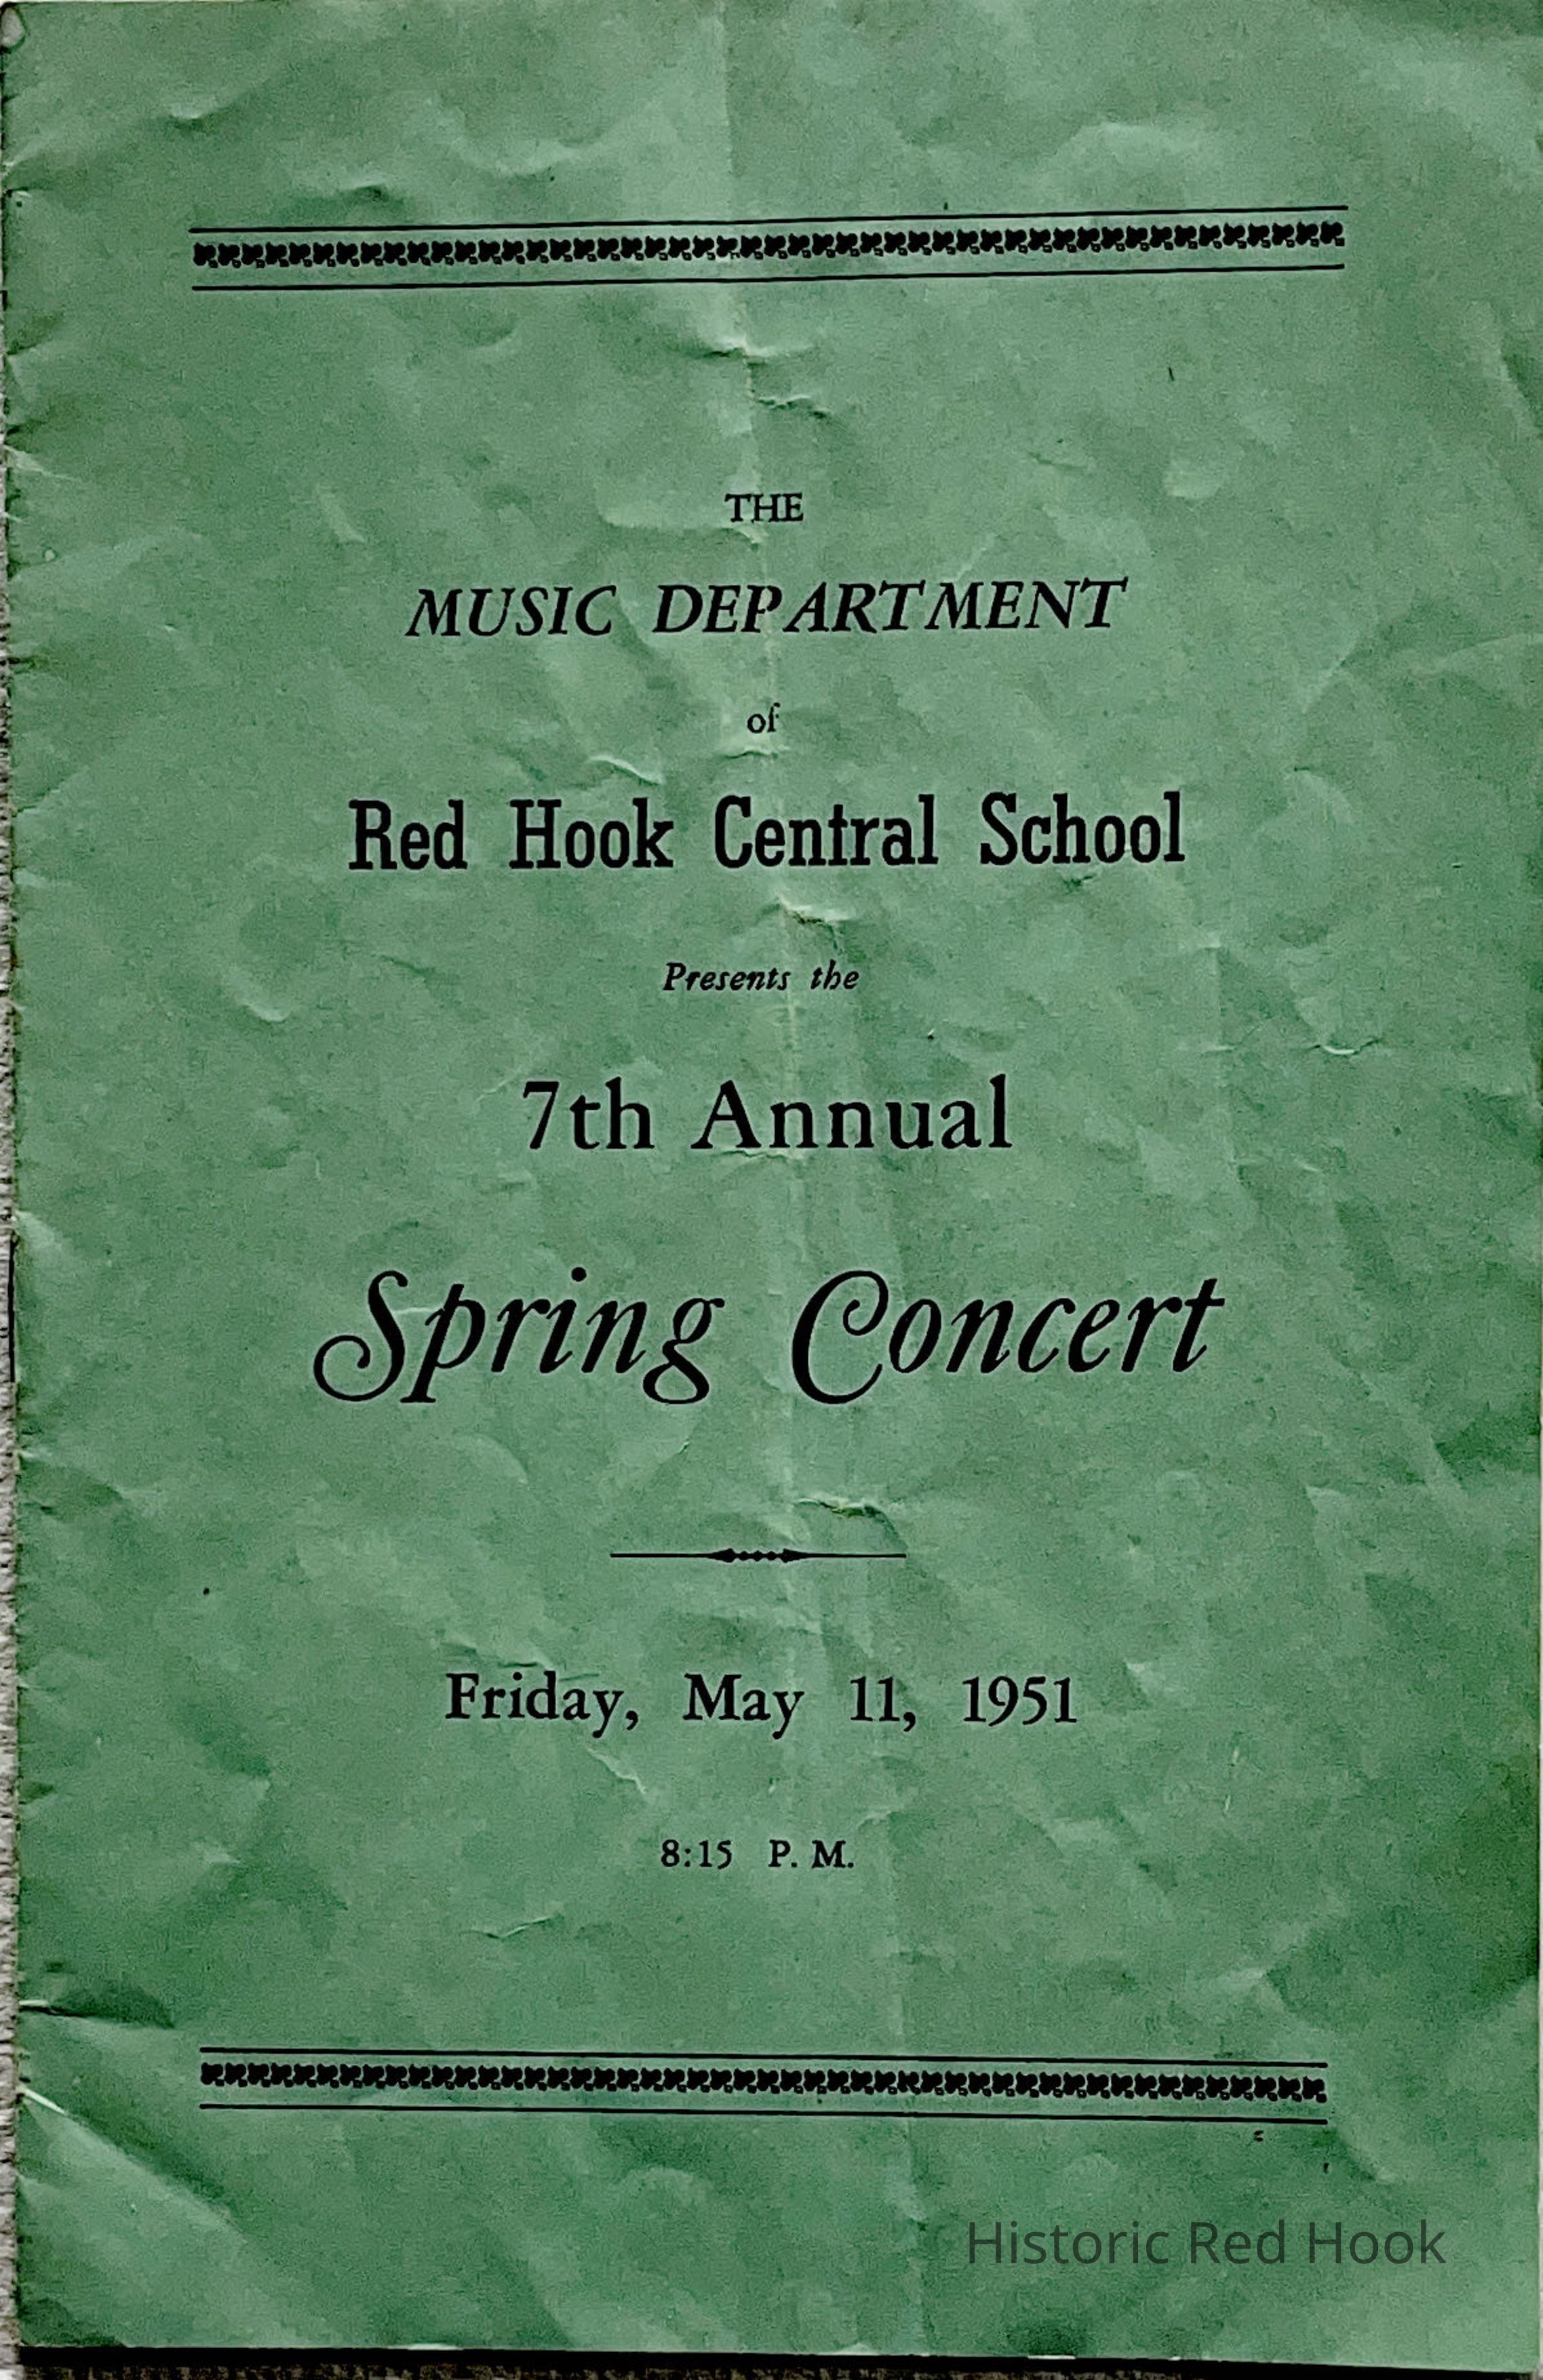 THE
MUSIC DEPARTMENT
of
Red Hook Central School
Presents the
7th Annual
Spring Concert
Friday, May 11, 1951
8:15 P. M.
Historic Red Hook